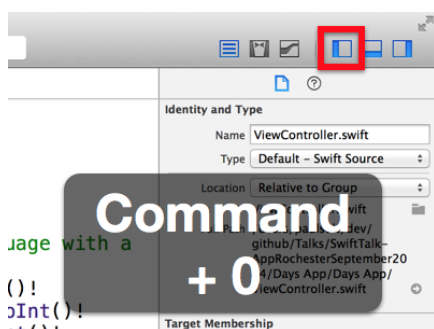 Identity and Type
Name ViewController.swift
Type Default – Swift Source
Location Relative to Group
Command
+ 0
uage with a
dev/
github/Talks/SwiftTalk-
AppRochesterSeptember20
4/Days App/Days App/
ViewController.swift
()!
oInt()!
Target Membership